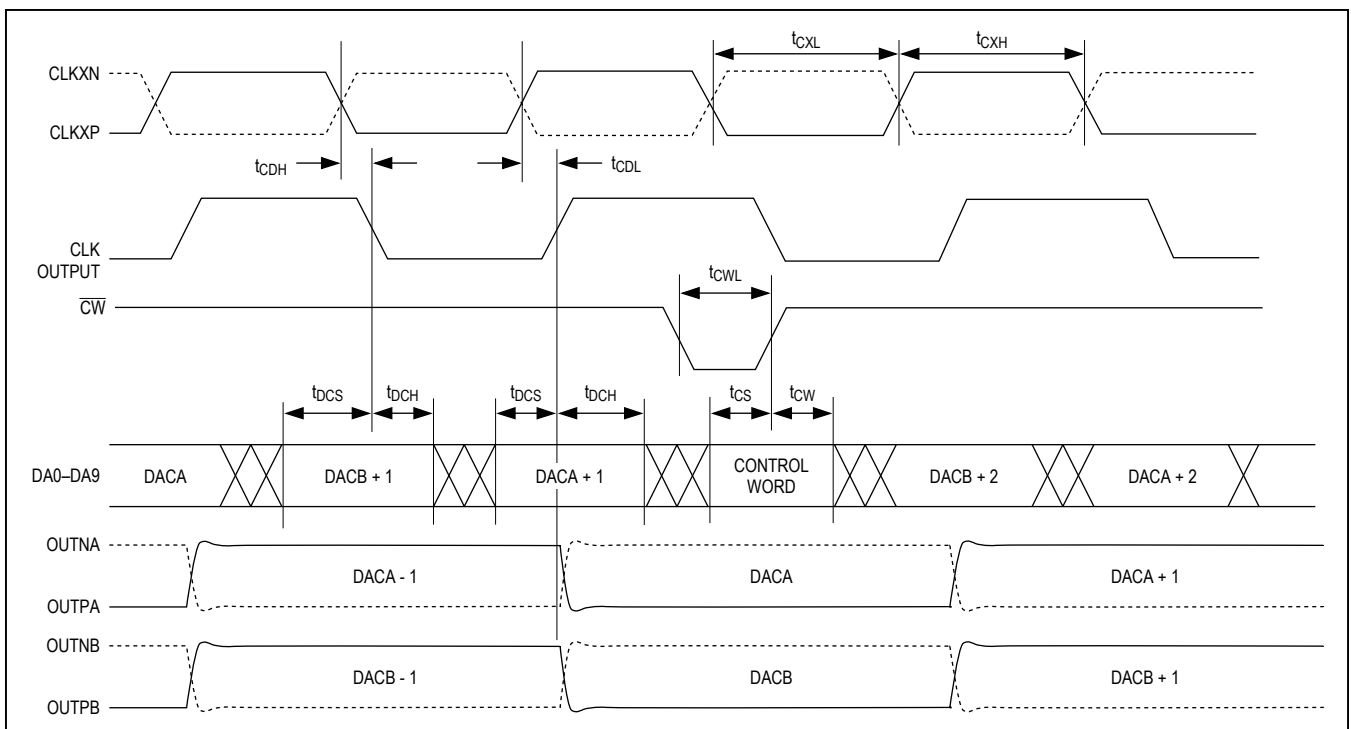 tCXL tCXH
CLKXN
CLKXP
tCDH tCDL
CLK
OUTPUT
tCWL
CW
tDCS tDCH tDCS tDCH tCS tCW
DA0–DA9 DACA DACB + 1 DACA + 1 CONTROL WORD DACB + 2 DACA + 2
OUTNA
DACA - 1 DACA DACA + 1
OUTPA
OUTNB
DACB - 1 DACB DACB + 1
OUTPB